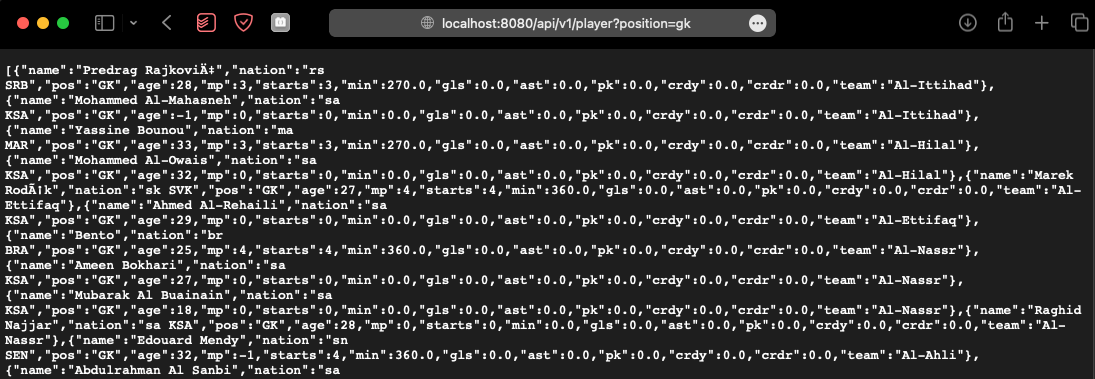 localhost:8080/api/v1/player?position=gk
[{"name":"Predrag RajkoviÄ‡","nation":"rs
SRB","pos":"GK","age":28,"mp":3,"starts":3,"min":270.0,"gls":0.0,"ast":0.0,"pk":0.0,"crdy":0.0,"crdr":0.0,"team":"Al-Ittihad"},
{"name":"Mohammed Al-Mahasneh","nation":"sa
KSA","pos":"GK","age":-1,"mp":0,"starts":0,"min":0.0,"gls":0.0,"ast":0.0,"pk":0.0,"crdy":0.0,"crdr":0.0,"team":"Al-Ittihad"},
{"name":"Yassine Bounou","nation":"ma
MAR","pos":"GK","age":33,"mp":3,"starts":3,"min":270.0,"gls":0.0,"ast":0.0,"pk":0.0,"crdy":0.0,"crdr":0.0,"team":"Al-Hilal"},
{"name":"Mohammed Al-Owais","nation":"sa
KSA","pos":"GK","age":32,"mp":0,"starts":0,"min":0.0,"gls":0.0,"ast":0.0,"pk":0.0,"crdy":0.0,"crdr":0.0,"team":"Al-Hilal"},{"name":"Marek
RodÃ¡k","nation":"sk SVK","pos":"GK","age":27,"mp":4,"starts":4,"min":360.0,"gls":0.0,"ast":0.0,"pk":0.0,"crdy":0.0,"crdr":0.0,"team":"Al-
Ettifaq"},{"name":"Ahmed Al-Rehaili","nation":"sa
KSA","pos":"GK","age":29,"mp":0,"starts":0,"min":0.0,"gls":0.0,"ast":0.0,"pk":0.0,"crdy":0.0,"crdr":0.0,"team":"Al-Ettifaq"},
{"name":"Bento","nation":"br
BRA","pos":"GK","age":25,"mp":4,"starts":4,"min":360.0,"gls":0.0,"ast":0.0,"pk":0.0,"crdy":0.0,"crdr":0.0,"team":"Al-Nassr"},
{"name":"Ameen Bokhari","nation":"sa
KSA","pos":"GK","age":27,"mp":0,"starts":0,"min":0.0,"gls":0.0,"ast":0.0,"pk":0.0,"crdy":0.0,"crdr":0.0,"team":"Al-Nassr"},
{"name":"Mubarak Al Buainain","nation":"sa
KSA","pos":"GK","age":18,"mp":0,"starts":0,"min":0.0,"gls":0.0,"ast":0.0,"pk":0.0,"crdy":0.0,"crdr":0.0,"team":"Al-Nassr"},{"name":"Raghid
Najjar","nation":"sa KSA","pos":"GK","age":28,"mp":0,"starts":0,"min":0.0,"gls":0.0,"ast":0.0,"pk":0.0,"crdy":0.0,"crdr":0.0,"team":"Al-
Nassr"},{"name":"Edouard Mendy","nation":"sn
SEN","pos":"GK","age":32,"mp":-1,"starts":4,"min":360.0,"gls":0.0,"ast":0.0,"pk":0.0,"crdy":0.0,"crdr":0.0,"team":"Al-Ahli"},
{"name":"Abdulrahman Al Sanbi","nation":"sa